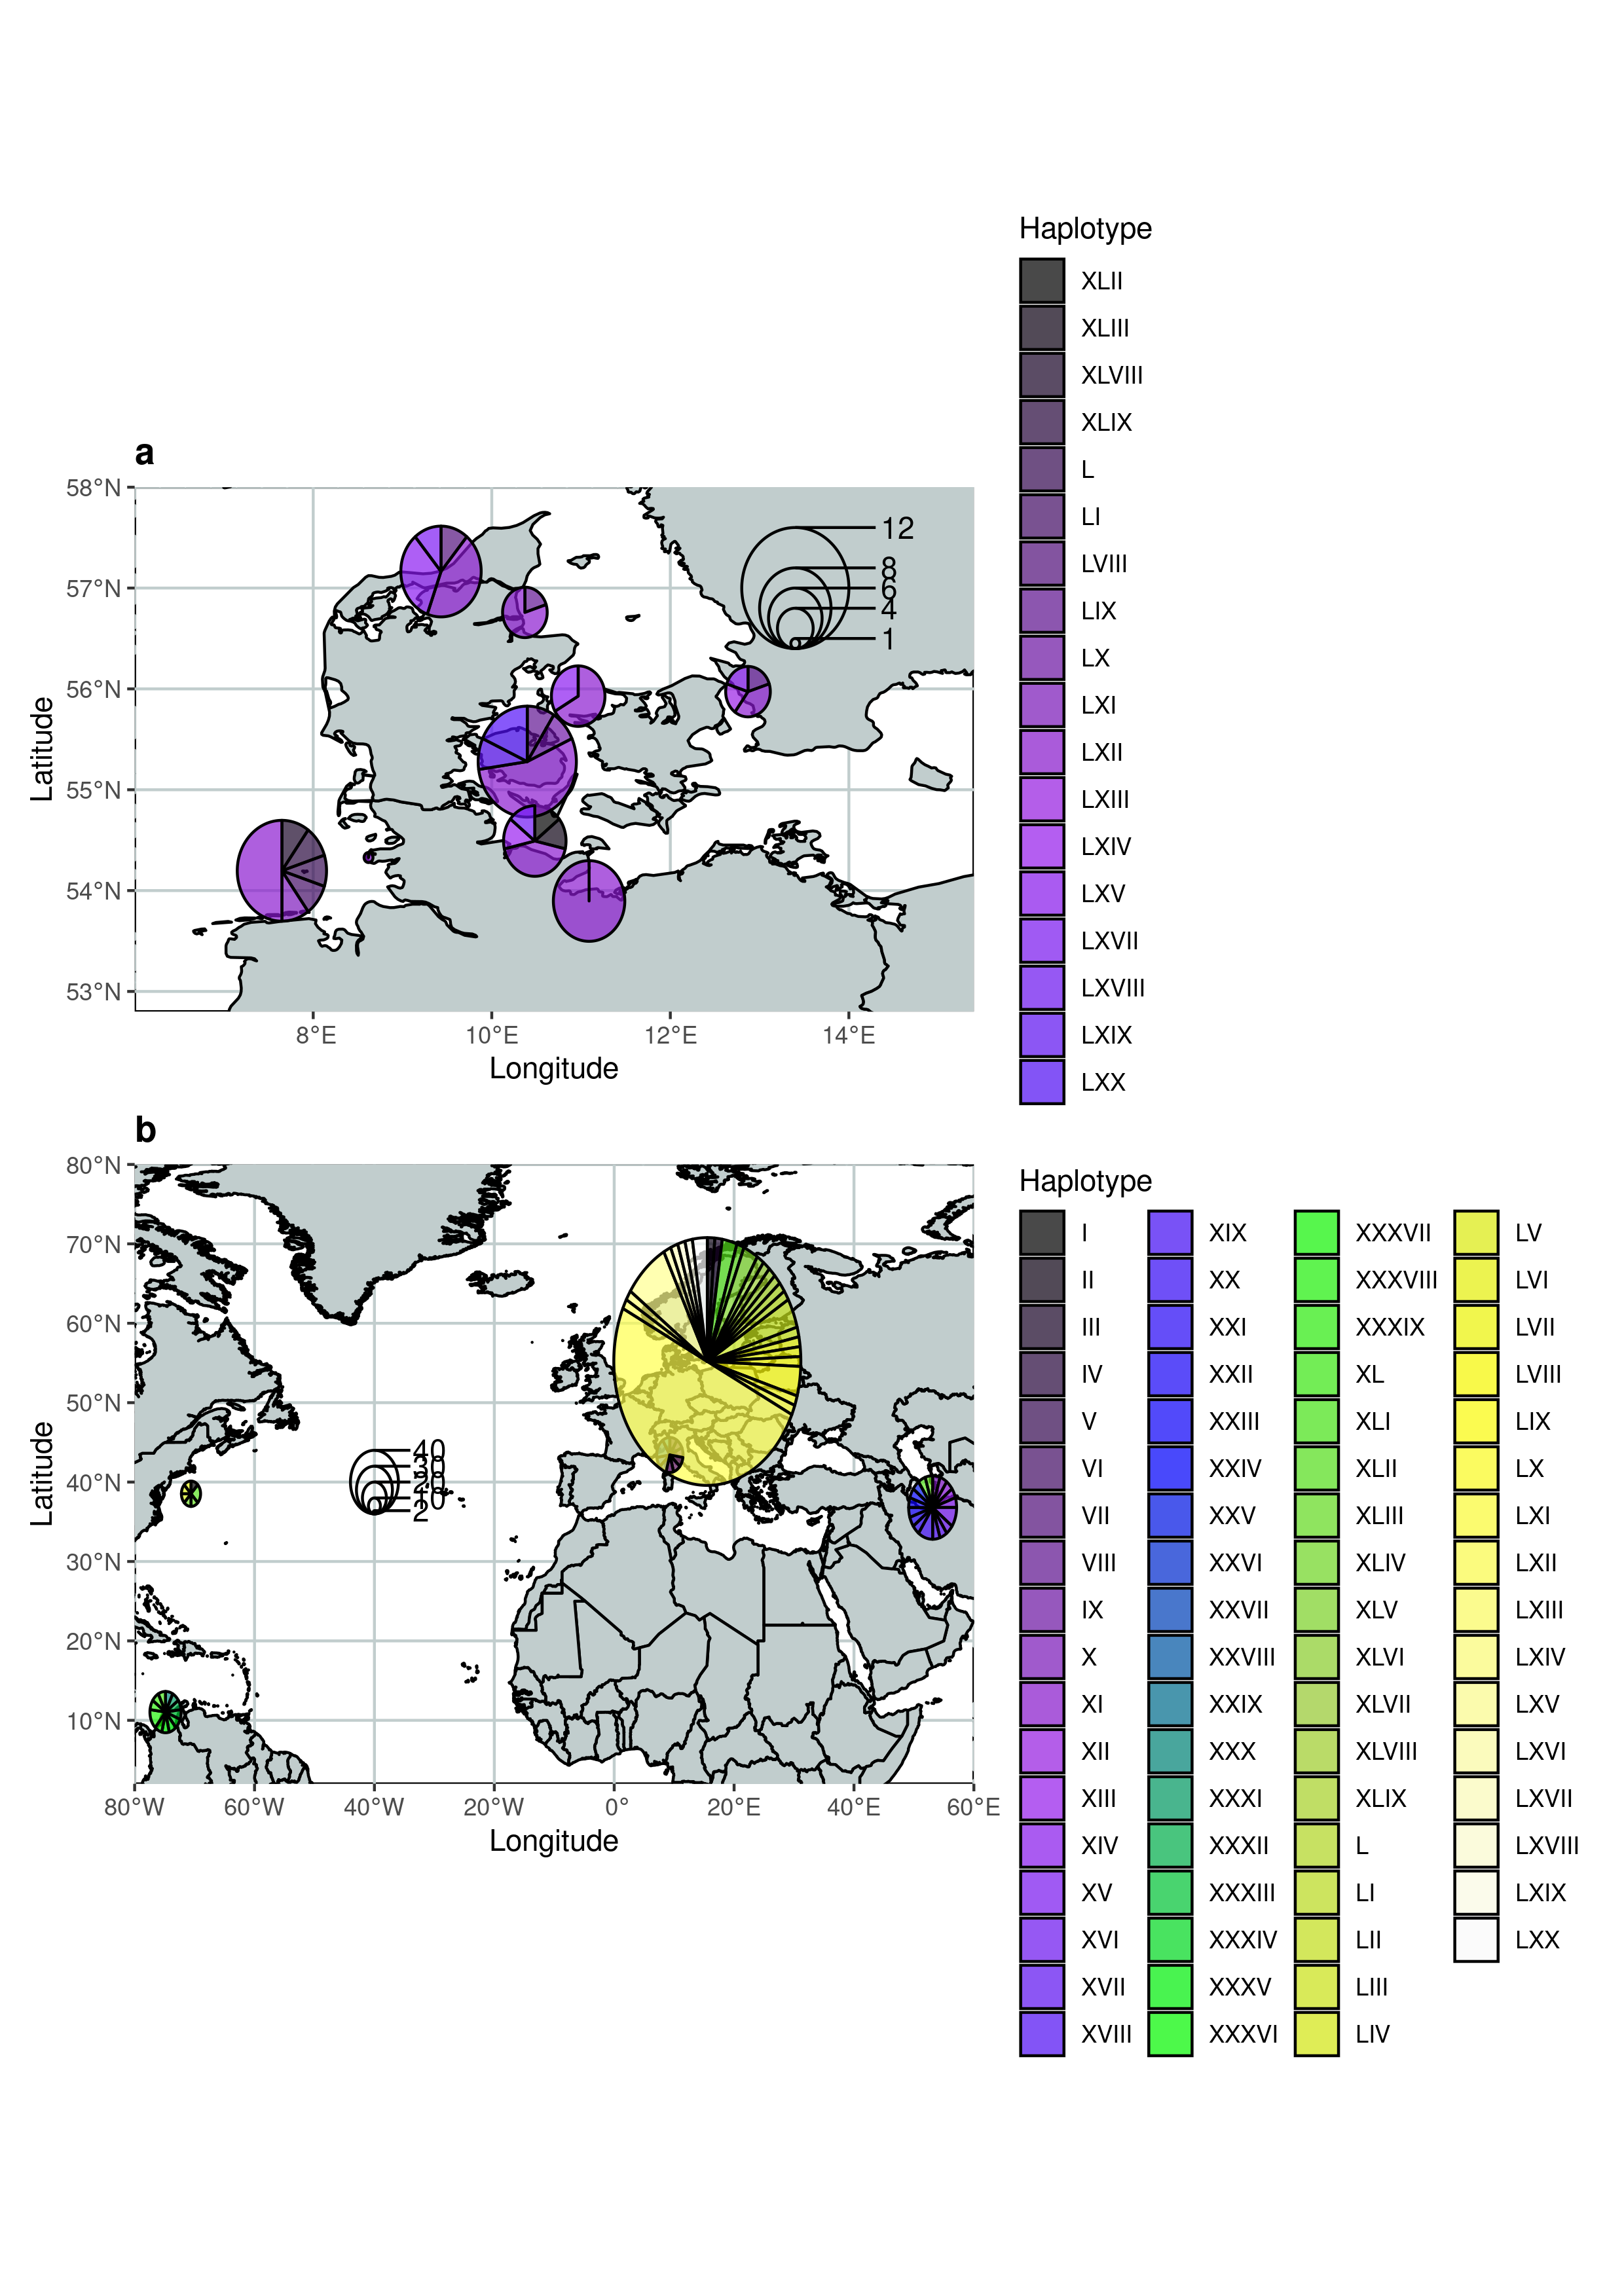 Haplotype
XLII
XLIII
XLVIII
XLIX
L
LI
LVIII
LIX
LX
LXI
LXII
LXIII
LXIV
LXV
LXVII
LXVIII
LXIX
LXX
a
58°N
57°N
56°N
55°N
54°N
53°N
Latitude
12
8
6
4
1
8°E 10°E 12°E 14°E
Longitude
b
80°N
70°N
60°N
50°N
40°N
30°N
20°N
10°N
Latitude
40
30
20
10
2
80°W 60°W 40°W 20°W 0° 20°E 40°E 60°E
Longitude
Haplotype
I XIX XXXVII LV
II XX XXXVIII LVI
III XXI XXXIX LVII
IV XXII XL LVIII
V XXIII XLI LIX
VI XXIV XLII LX
VII XXV XLIII LXI
VIII XXVI XLIV LXII
IX XXVII XLV LXIII
X XXVIII XLVI LXIV
XI XXIX XLVII LXV
XII XXX XLVIII LXVI
XIII XXXI XLIX LXVII
XIV XXXII L LXVIII
XV XXXIII LI LXIX
XVI XXXIV LII LXX
XVII XXXV LIII
XVIII XXXVI LIV